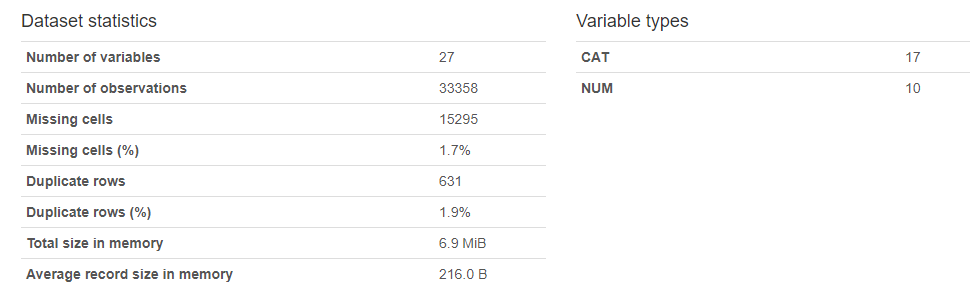 Dataset statistics
Number of variables 27
Number of observations 33358
Missing cells 15295
Missing cells (%) 1.7%
Duplicate rows 631
Duplicate rows (%) 1.9%
Total size in memory 6.9 MiB
Average record size in memory 216.0 B
Variable types
CAT 17
NUM 10